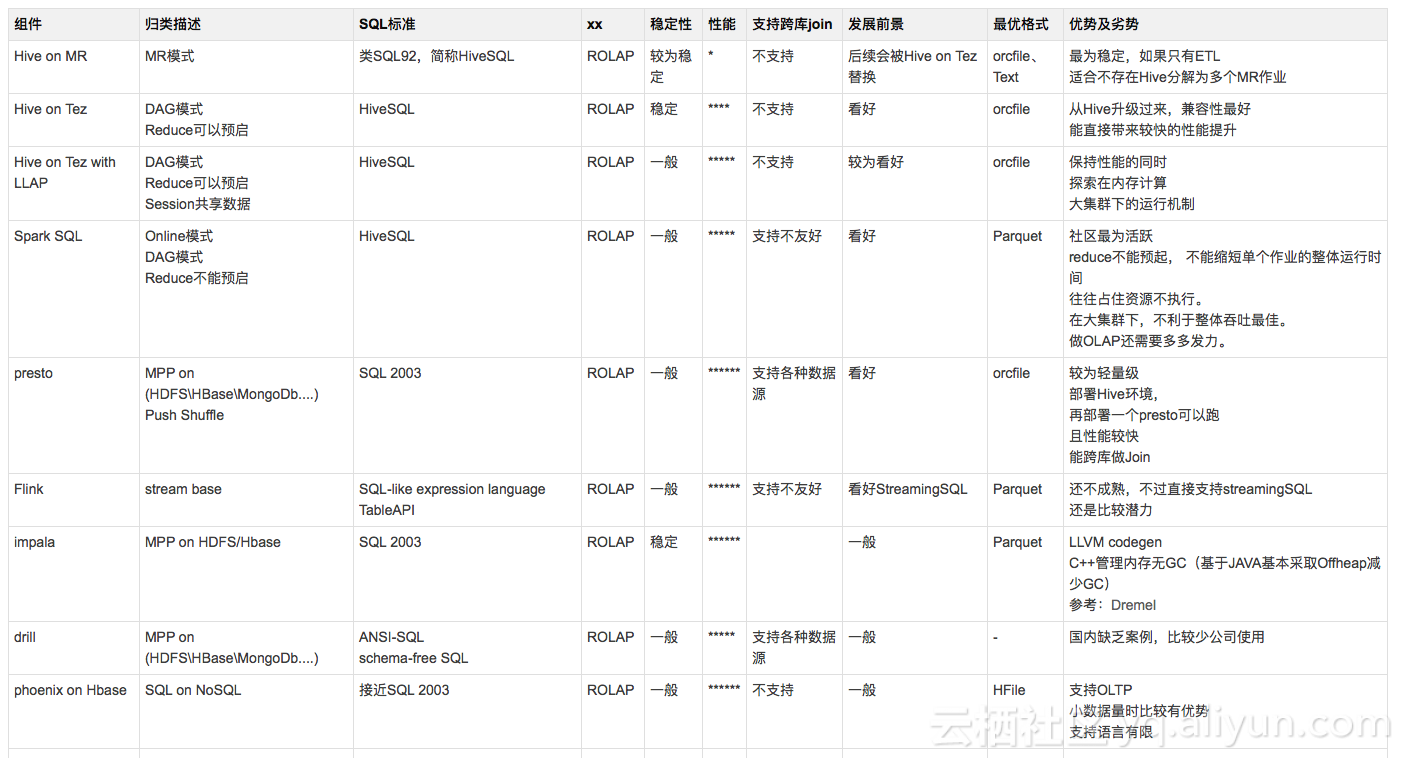 组件 归类描述 SQL标准 xx 稳定性 性能 支持跨库join 发展前景 最优格式 优势及劣势
Hive on MR MR模式 类SQL92，简称HiveSQL ROLAP 较为稳 * 不支持 后续会被Hive on Tez orcfile、 最为稳定，如果只有ETL
定 替换 Text 适合不存在Hive分解为多个MR作业
Hive on Tez DAG模式 HiveSQL ROLAP 稳定 **** 不支持 看好 orcfile 从Hive升级过来，兼容性最好
Reduce可以预启 能直接带来较快的性能提升
Hive on Tez with DAG模式 HiveSQL ROLAP 一般 ***** 不支持 较为看好 orcfile 保持性能的同时
LLAP Reduce可以预启 探索在内存计算
Session共享数据 大集群下的运行机制
Spark SQL Online模式 HiveSQL ROLAP 一般 ***** 支持不友好 看好 Parquet 社区最为活跃
DAG模式 reduce不能预起， 不能缩短单个作业的整体运行时
Reduce不能预启 间
往往占住资源不执行。
在大集群下，不利于整体吞吐最佳。
做OLAP还需要多多发力。
presto MPP on SQL 2003 ROLAP 一般 ****** 支持各种数据 看好 orcfile 较为轻量级
(HDFS\HBase\MongoDb....) 源 部署Hive环境，
Push Shuffle 再部署一个presto可以跑
且性能较快
能跨库做Join
Flink stream base SQL-like expression language ROLAP 一般 ****** 支持不友好 看好StreamingSQL Parquet 还不成熟，不过直接支持streamingSQL
TableAPI 还是比较潜力
impala MPP on HDFS/Hbase SQL 2003 ROLAP 稳定 ****** 一般 Parquet LLVM codegen
C++管理内存无GC（基于JAVA基本采取Offheap减
少GC）
参考：Dremel
drill MPP on ANSI-SQL ROLAP 一般 ***** 支持各种数据 一般 - 国内缺乏案例，比较少公司使用
(HDFS\HBase\MongoDb....) schema-free SQL 源
phoenix on Hbase SQL on NoSQL 接近SQL 2003 ROLAP 一般 ****** 不支持 一般 HFile 支持OLTP
小数据量时比较有优势
支持语言有限
云栖社区 yq.aliyun.com